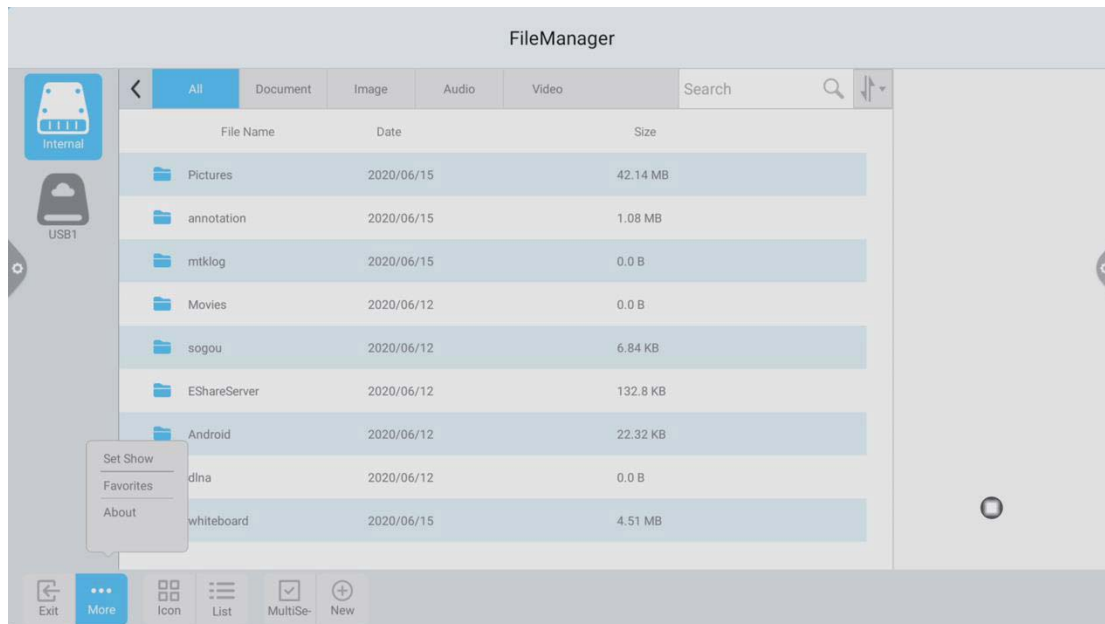 FileManager
Internal
USB1
All Document Image Audio Video Search
File Name Date Size
Pictures 2020/06/15 42.14 MB
annotation 2020/06/15 1.08 MB
mtklog 2020/06/15 0.0 B
Movies 2020/06/12 0.0 B
sogou 2020/06/12 6.84 KB
EShareServer 2020/06/12 132.8 KB
Android 2020/06/12 22.32 KB
dlna 2020/06/12 0.0 B
whiteboard 2020/06/15 4.51 MB
Set Show
Favorites
About
Exit More Icon List MultiSe- New